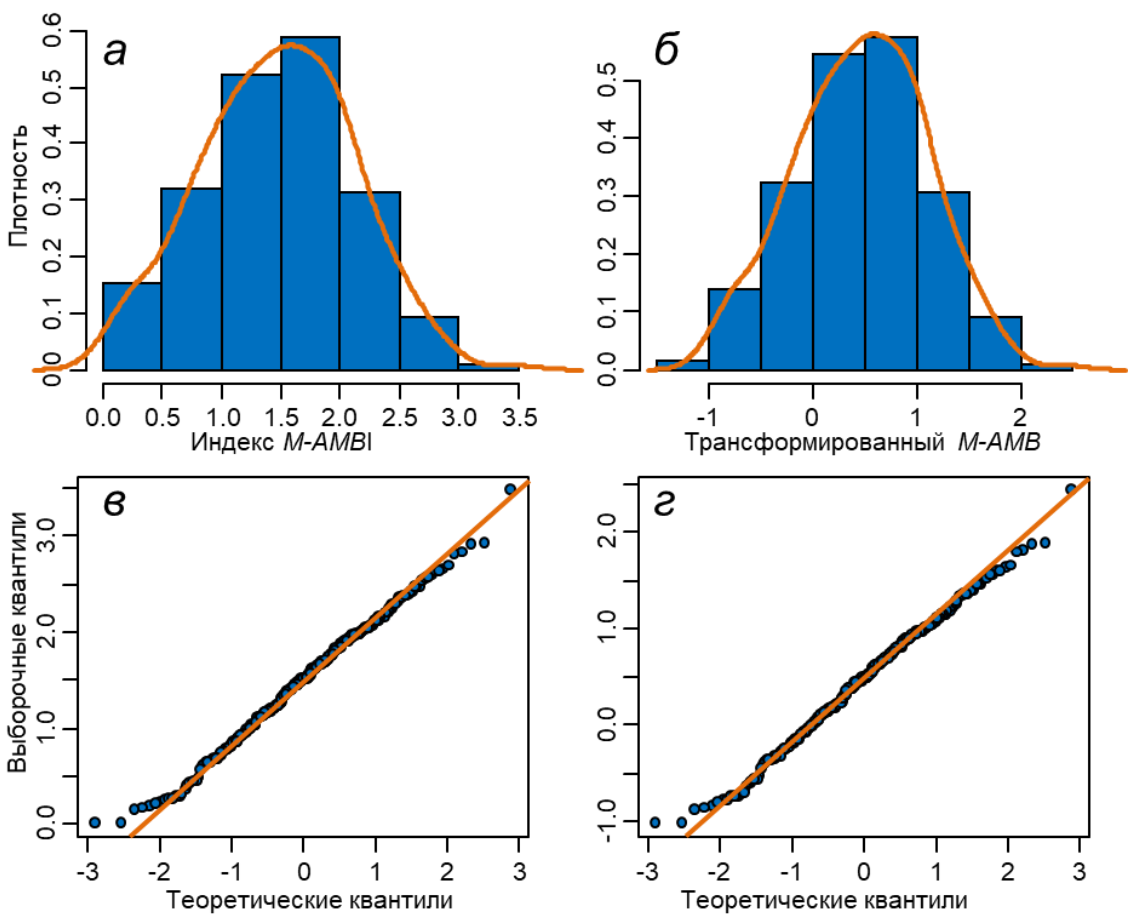 а
Плотность
0.0 0.1 0.2 0.3 0.4 0.5 0.6
0.0 0.5 1.0 1.5 2.0 2.5 3.0 3.5
Индекс M-AMBI
б
0.0 0.1 0.2 0.3 0.4 0.5
-1 0 1 2
Трансформированный M-AMB
в
Выборочные квантили
0.0 1.0 2.0 3.0
-3 -2 -1 0 1 2 3
Теоретические квантили
г
-1.0 0.0 1.0 2.0
-3 -2 -1 0 1 2 3
Теоретические квантили